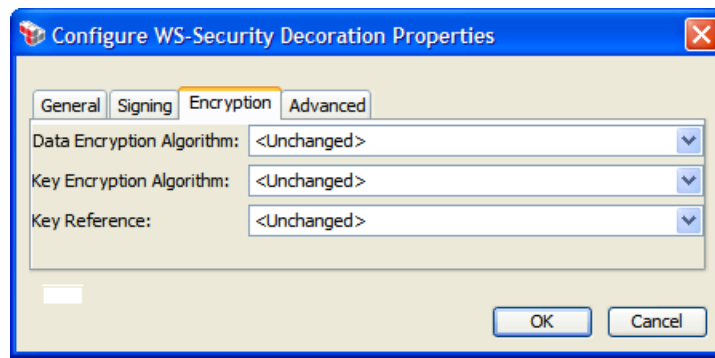 Configure WS-Security Decoration Properties
General Signing Encryption Advanced
Data Encryption Algorithm: <Unchanged>
Key Encryption Algorithm: <Unchanged>
Key Reference: <Unchanged>
OK Cancel